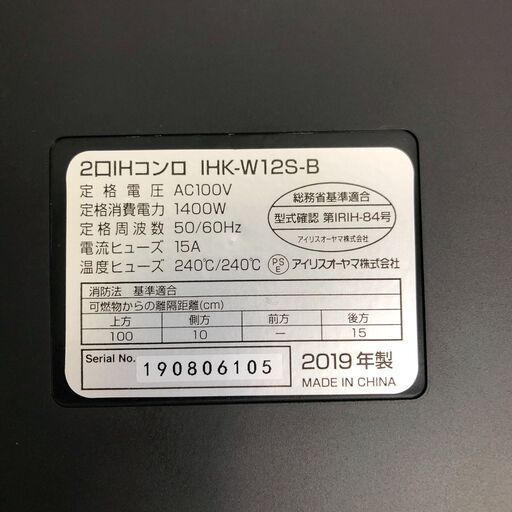 2口IHコンロ IHK-W12S-B
定格電圧 AC100V
定格消費電力 1400W
定格周波数 50/60Hz
電流ヒューズ 15A
温度ヒューズ 240℃/240℃ PSE アイリスオーヤマ株式会社
総務省基準適合
型式確認 第IRIH-84号
アイリスオーヤマ株式会社
消防法 基準適合
可燃物からの離隔距離(cm)
上方 側方 前方 後方
100 10 ー 15
Serial No. 190806105
2019年製
MADE IN CHINA